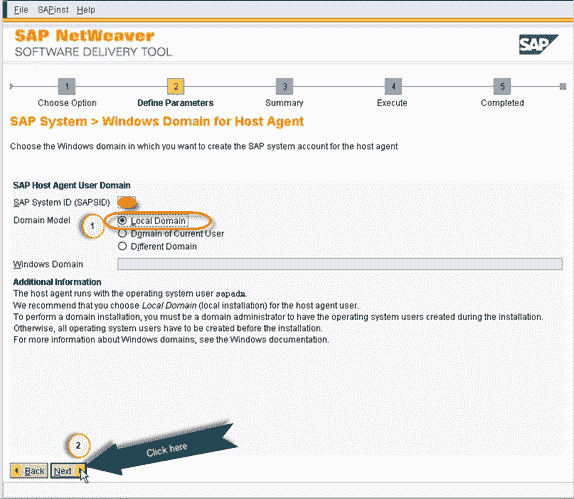 File SAPinst Help
SAP NetWeaver
SOFTWARE DELIVERY TOOL
SAP
1 2 3 4 5
Choose Option Define Parameters Summary Execute Completed
SAP System > Windows Domain for Host Agent
Choose the Windows domain in which you want to create the SAP system account for the host agent
SAP Host Agent User Domain
SAP System ID (SAPSID)
Domain Model
1
Local Domain
Domain of Current User
Different Domain
Windows Domain
Additional Information
The host agent runs with the operating system user sapadm.
We recommend that you choose Local Domain (local installation) for the host agent user.
To perform a domain installation, you must be a domain administrator to have the operating system users created during the installation.
Otherwise, all operating system users have to be created before the installation.
For more information about Windows domains, see the Windows documentation.
2
Click here
Back Next